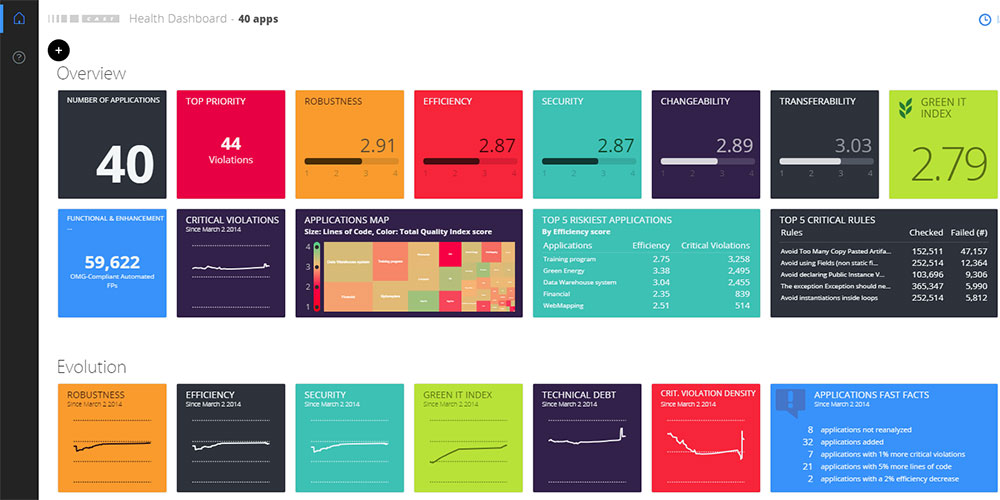 CAST Health Dashboard - 40 apps
Overview
NUMBER OF APPLICATIONS
40
TOP PRIORITY
44
Violations
ROBUSTNESS
2.91
1 2 3 4
EFFICIENCY
2.87
1 2 3 4
SECURITY
2.87
1 2 3 4
CHANGEABILITY
2.89
1 2 3 4
TRANSFERABILITY
3.03
1 2 3 4
GREEN IT
INDEX
2.79
FUNCTIONAL & ENHANCEMENT
...
59,622
OMG-Compliant Automated
FPs
CRITICAL VIOLATIONS
Since March 2 2014
APPLICATIONS MAP
Size: Lines of Code, Color: Total Quality Index score
4
3
2
1
Data Warehouse system
Training program
Financial
TOP 5 RISKIEST APPLICATIONS
By Efficiency score
Applications Efficiency Critical Violations
Training program 2.75 3,258
Green Energy 3.38 2,495
Data Warehouse system 3.04 2,455
Financial 2.35 839
WebMapping 2.51 514
TOP 5 CRITICAL RULES
Rules Checked Failed (#)
Avoid Too Many Copy Pasted Artifa... 152,511 47,157
Avoid using Fields (non static fi... 252,514 12,364
Avoid declaring Public Instance V... 103,696 9,306
The exception Exception should ne... 365,347 5,990
Avoid instantiations inside loops 252,514 5,812
Evolution
ROBUSTNESS
Since March 2 2014
EFFICIENCY
Since March 2 2014
SECURITY
Since March 2 2014
GREEN IT INDEX
Since March 2 2014
TECHNICAL DEBT
Since March 2 2014
CRIT. VIOLATION DENSITY
Since March 2 2014
APPLICATIONS FAST FACTS
Since March 2 2014
8 applications not reanalyzed
32 applications added
7 applications with 1% more critical violations
21 applications with 5% more lines of code
2 applications with a 2% efficiency decrease